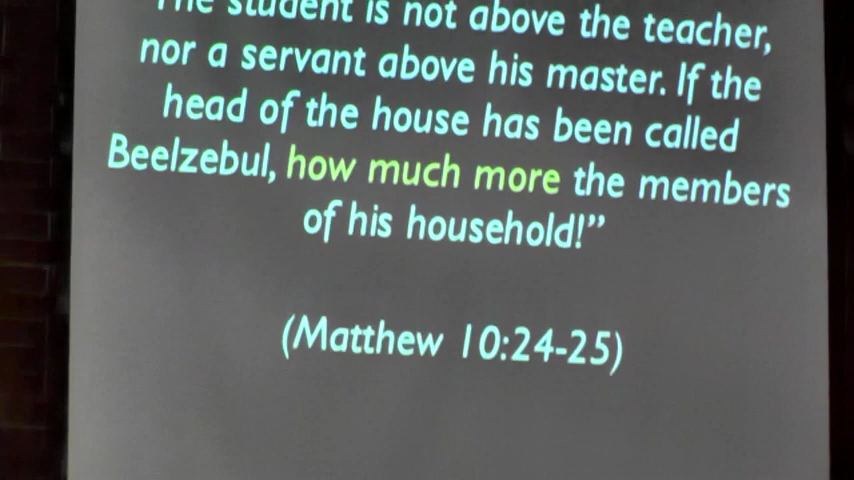 The student is not above the teacher,
nor a servant above his master. If the
head of the house has been called
Beelzebul, how much more the members
of his household!”
(Matthew 10:24-25)